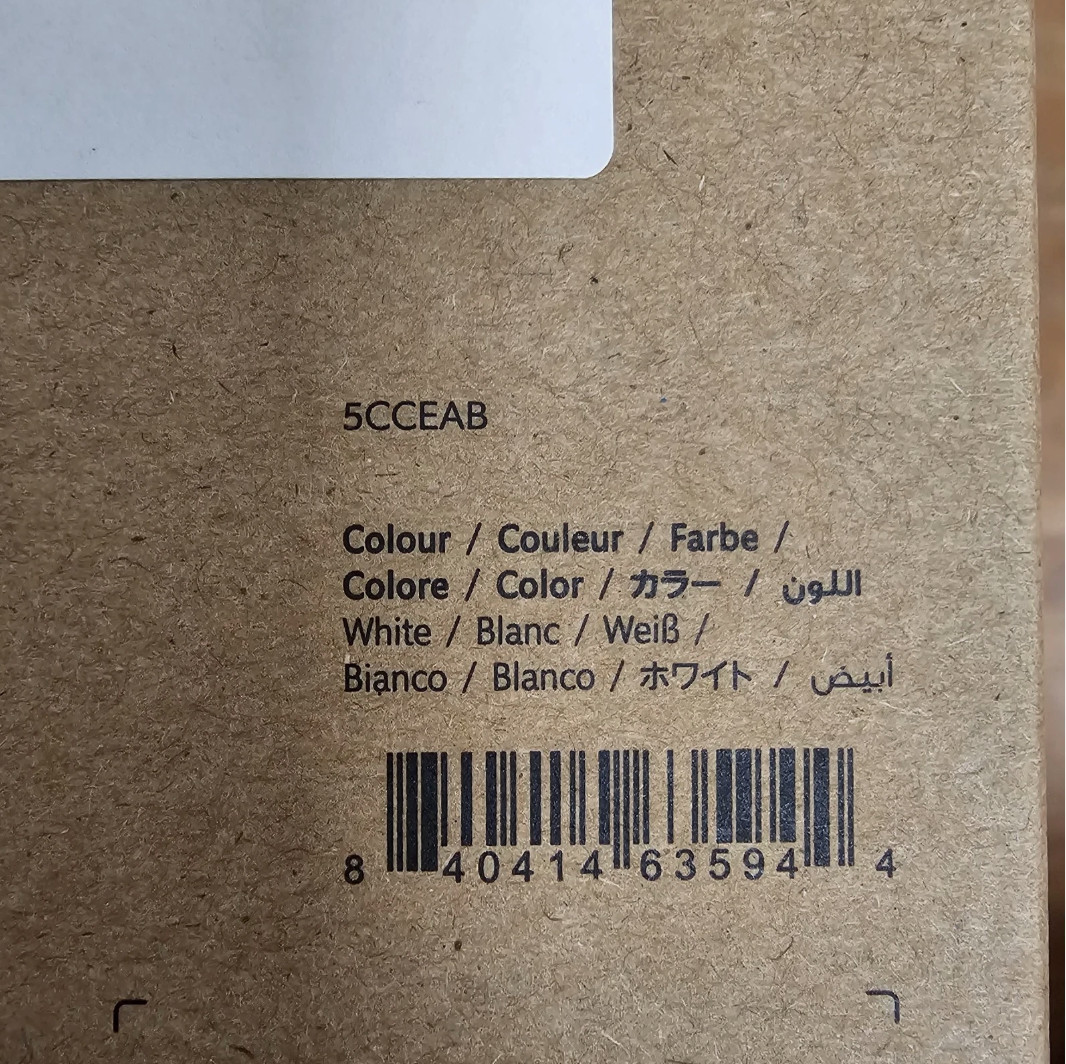 5CCEAB
Colour / Couleur / Farbe /
Colore / Color / カラー / اللون
White / Blanc / Weiß /
Bianco / Blanco / ホワイト / أبيض
8 40414 63594 4